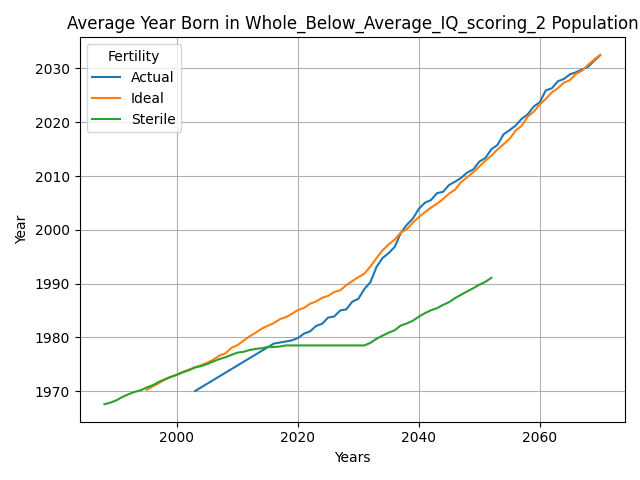 Average Year Born in Whole_Below_Average_IQ_scoring_2 Population
Fertility
Actual
Ideal
Sterile
2030
2020
2010
2000
1990
1980
1970
Year
2000 2020 2040 2060
Years